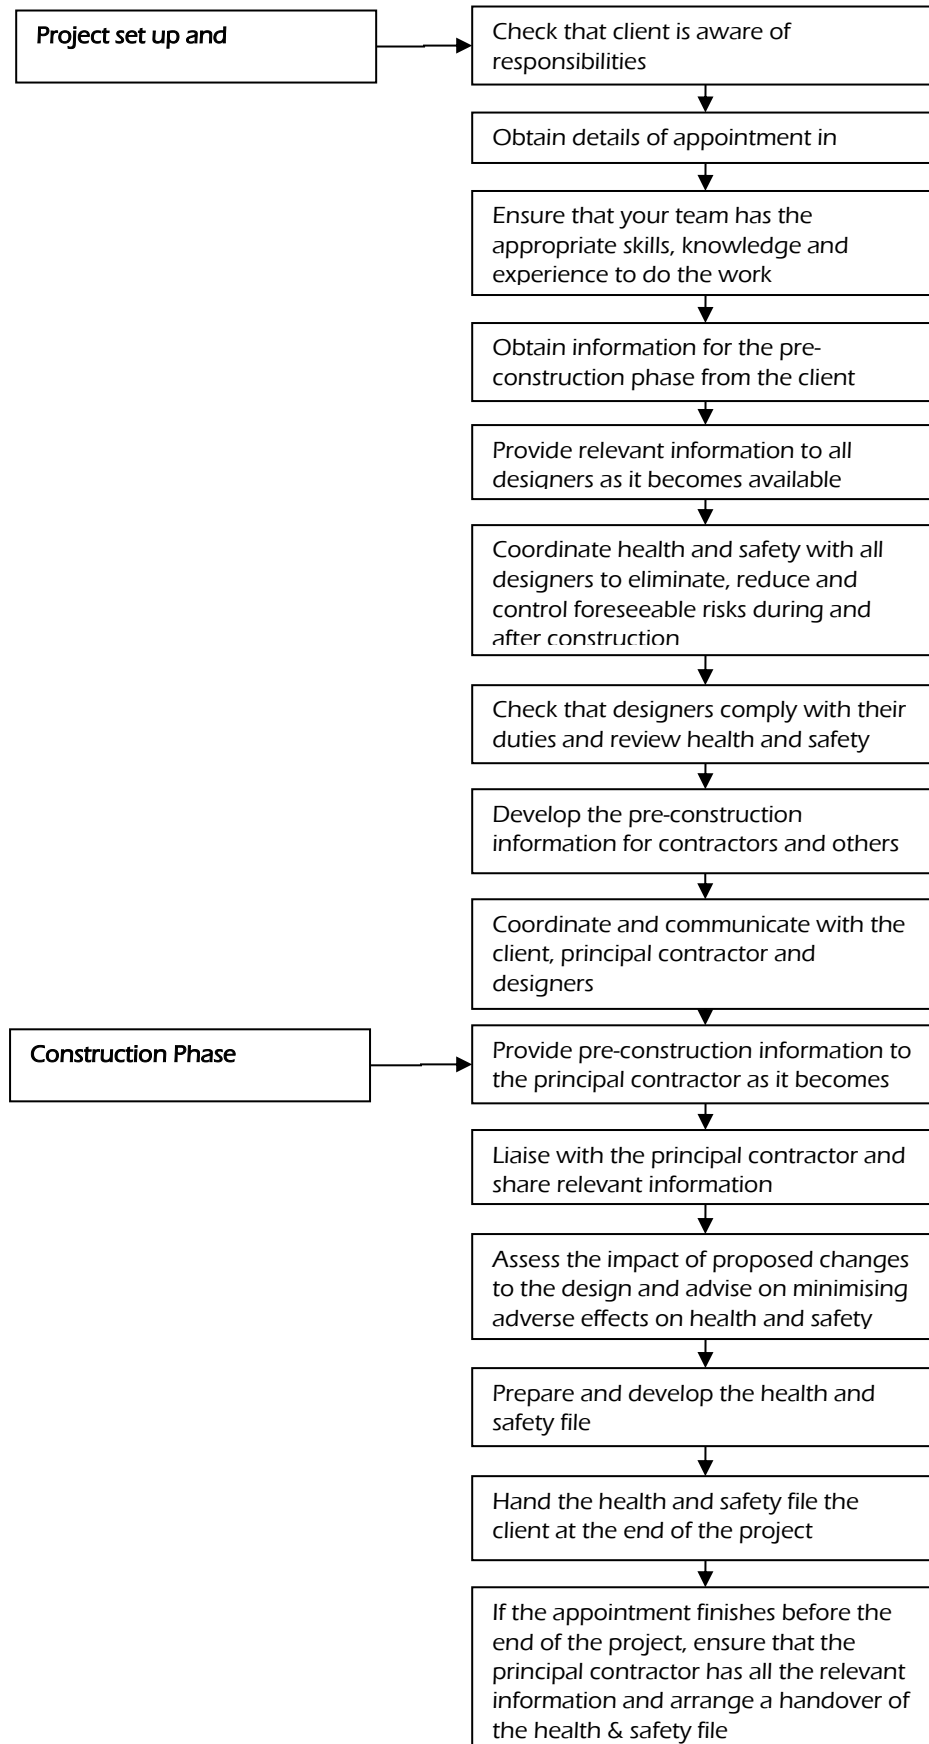 Project set up and
Check that client is aware of
responsibilities
Obtain details of appointment in
Ensure that your team has the
appropriate skills, knowledge and
experience to do the work
Obtain information for the pre-
construction phase from the client
Provide relevant information to all
designers as it becomes available
Coordinate health and safety with all
designers to eliminate, reduce and
control foreseeable risks during and
after construction
Check that designers comply with their
duties and review health and safety
Develop the pre-construction
information for contractors and others
Coordinate and communicate with the
client, principal contractor and
designers
Construction Phase
Provide pre-construction information to
the principal contractor as it becomes
Liaise with the principal contractor and
share relevant information
Assess the impact of proposed changes
to the design and advise on minimising
adverse effects on health and safety
Prepare and develop the health and
safety file
Hand the health and safety file the
client at the end of the project
If the appointment finishes before the
end of the project, ensure that the
principal contractor has all the relevant
information and arrange a handover of
the health & safety file